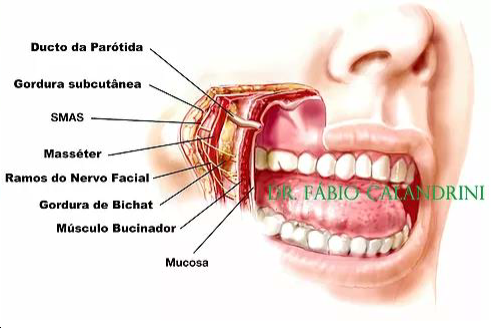 Ducto da Parótida
Gordura subcutânea
SMAS
Masséter
Ramos do Nervo Facial
Gordura de Bichat
Músculo Bucinador
Mucosa
DR. FÁBIO CALANDRINI